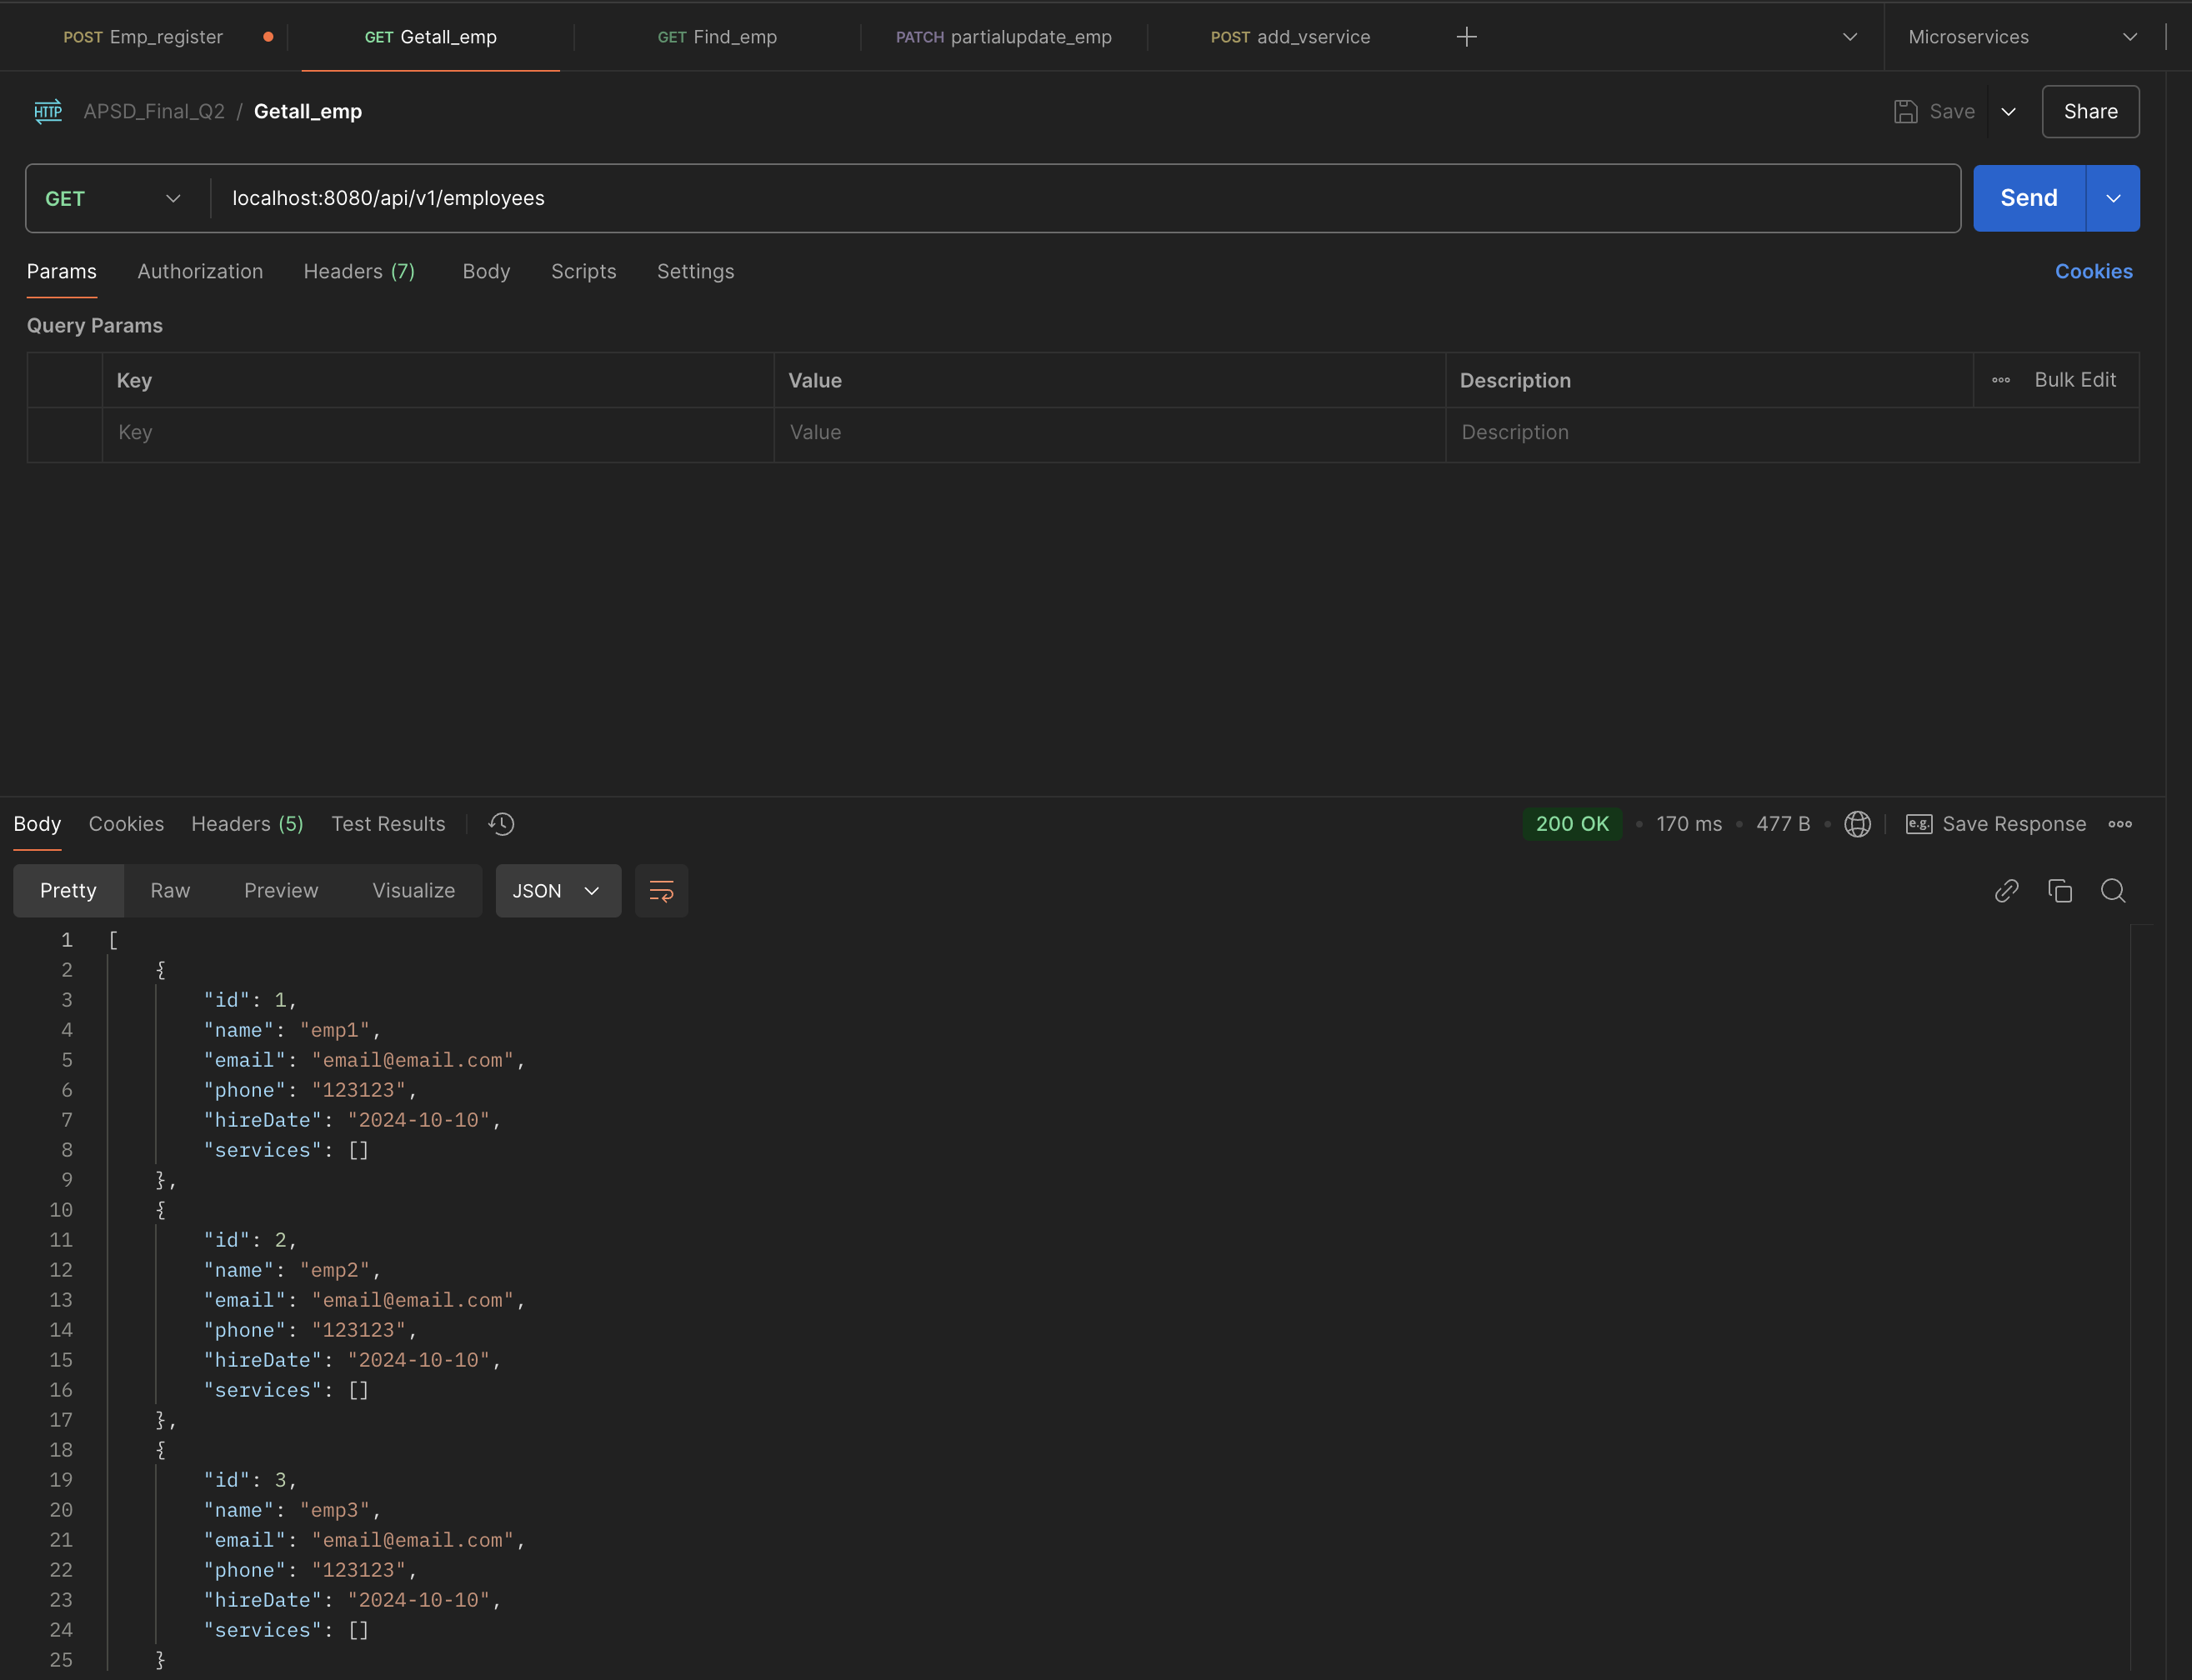 POST Emp_register
GET Getall_emp
GET Find_emp
PATCH partialupdate_emp
POST add_vservice
Microservices
HTTP APSD_Final_Q2 / Getall_emp
Save
Share
GET localhost:8080/api/v1/employees
Send
Params Authorization Headers (7) Body Scripts Settings
Cookies
Query Params
Key Value Description Bulk Edit
Key Value Description
Body Cookies Headers (5) Test Results
200 OK • 170 ms • 477 B • e.g. Save Response
Pretty Raw Preview Visualize JSON
1 [
2 {
3 "id": 1,
4 "name": "emp1",
5 "email": "email@email.com",
6 "phone": "123123",
7 "hireDate": "2024-10-10",
8 "services": []
9 },
10 {
11 "id": 2,
12 "name": "emp2",
13 "email": "email@email.com",
14 "phone": "123123",
15 "hireDate": "2024-10-10",
16 "services": []
17 },
18 {
19 "id": 3,
20 "name": "emp3",
21 "email": "email@email.com",
22 "phone": "123123",
23 "hireDate": "2024-10-10",
24 "services": []
25 }